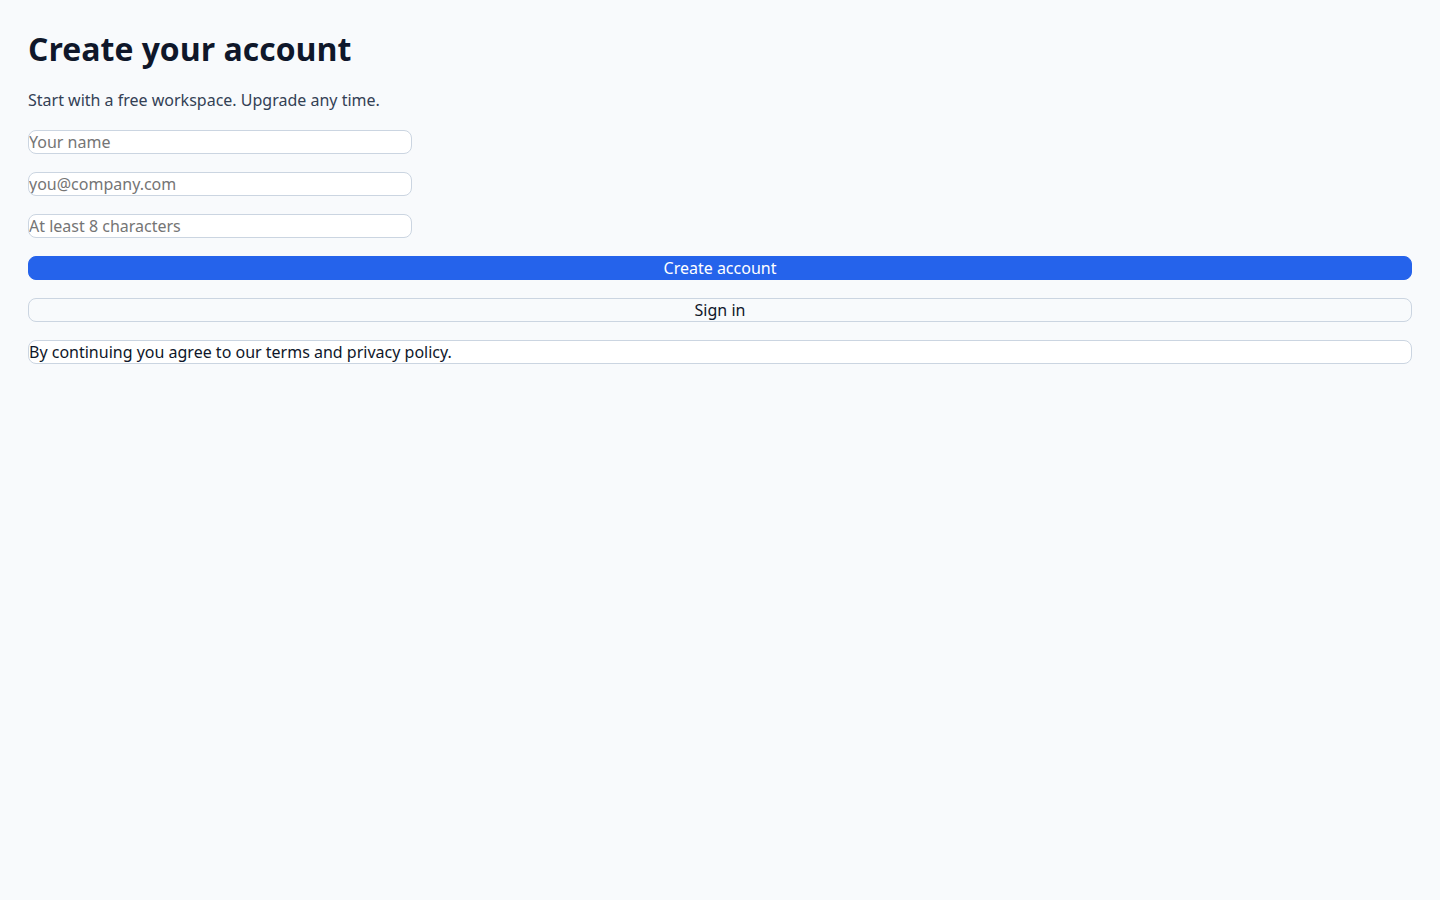 Create your account
Start with a free workspace. Upgrade any time.
Your name
you@company.com
At least 8 characters
Create account
Sign in
By continuing you agree to our terms and privacy policy.